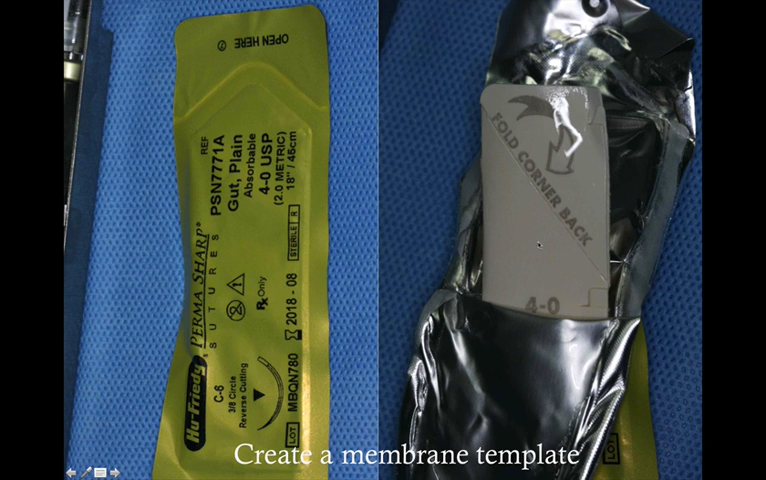 OPEN HERE
REF
PSN7771A
Gut, Plain
Absorbable
4-0 USP
(2.0 METRIC)
18" / 45cm
Hu-Friedy
PERMA SHARP®
SUTURES
2
Rx Only
STERILE R
2018 - 08
C-6
3/8 Circle
Reverse Cutting
LOT
MBQN780
FOLD CORNER BACK
4-0
LOT
Create a membrane template